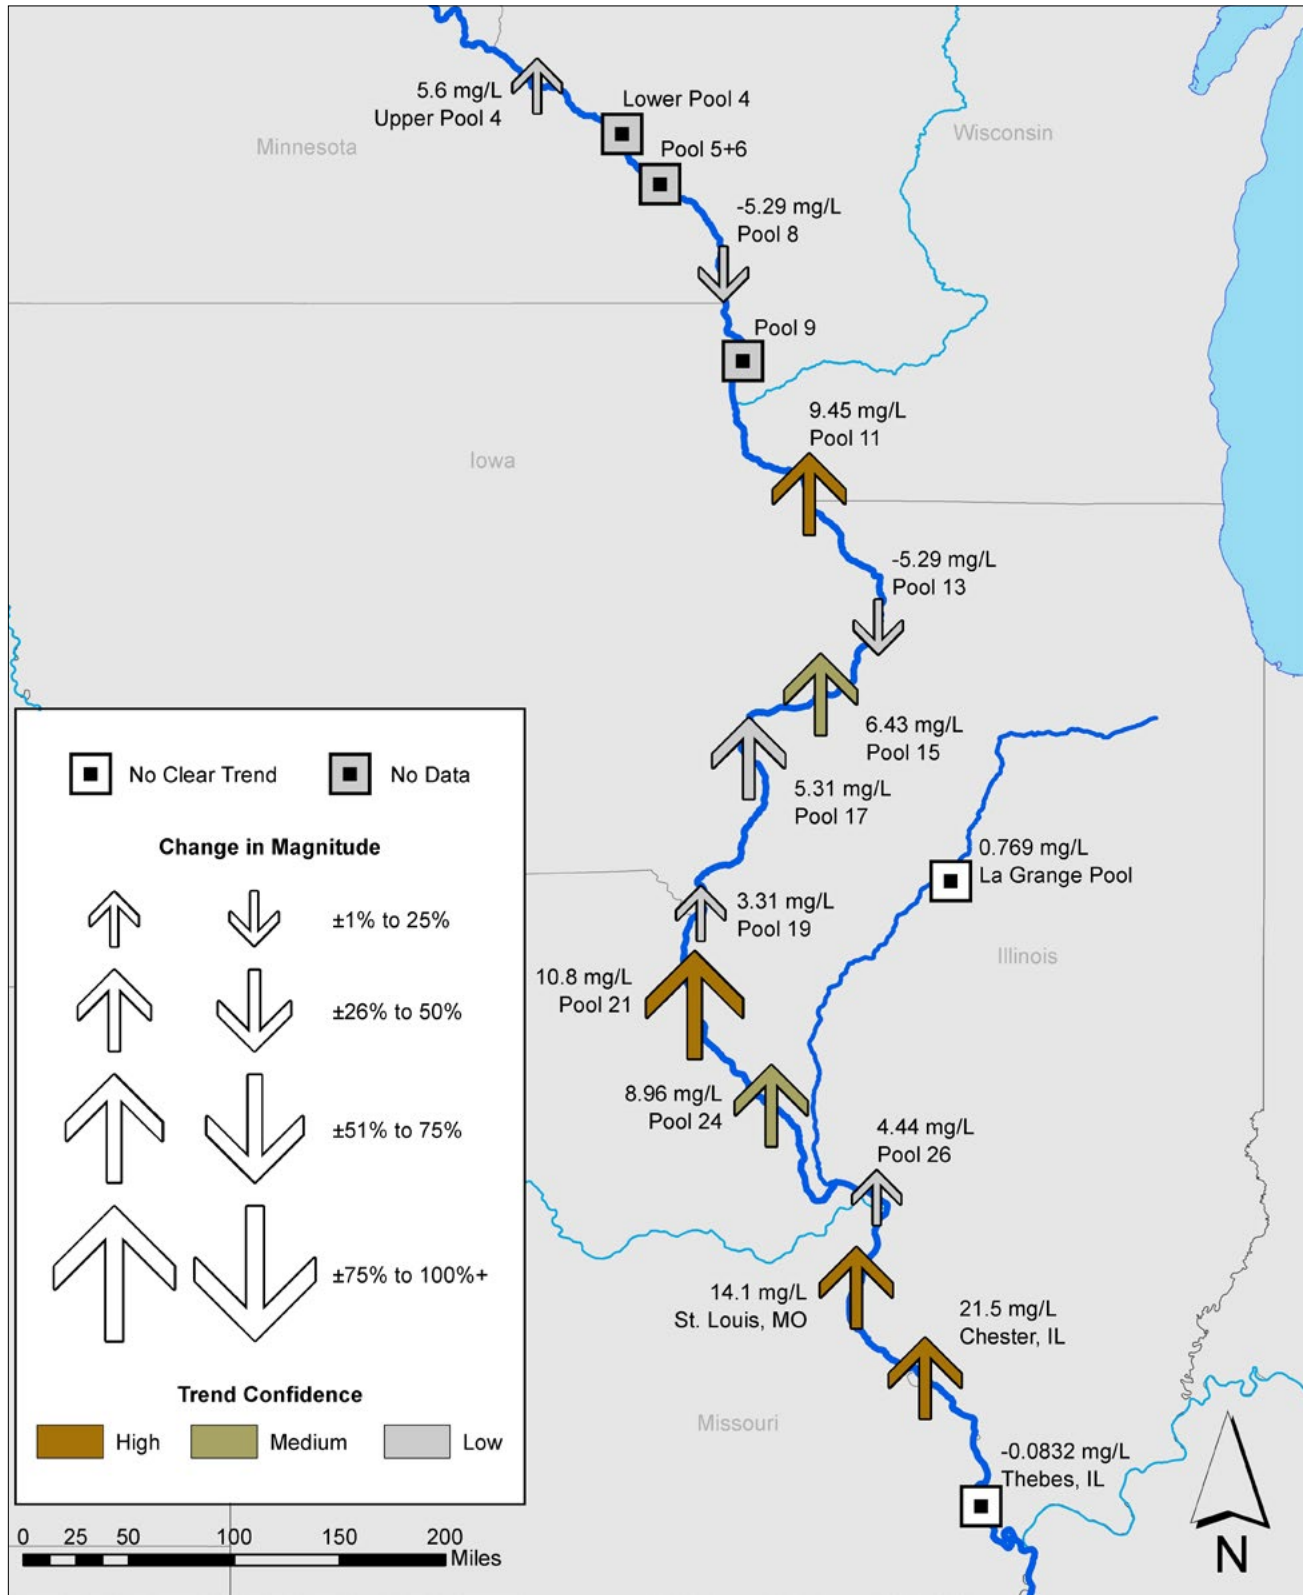 5.6 mg/L
Upper Pool 4
Lower Pool 4
Minnesota
Wisconsin
Pool 5+6
-5.29 mg/L
Pool 8
Pool 9
9.45 mg/L
Pool 11
Iowa
-5.29 mg/L
Pool 13
6.43 mg/L
Pool 15
5.31 mg/L
Pool 17
0.769 mg/L
La Grange Pool
3.31 mg/L
Pool 19
Illinois
10.8 mg/L
Pool 21
8.96 mg/L
Pool 24
4.44 mg/L
Pool 26
14.1 mg/L
St. Louis, MO
21.5 mg/L
Chester, IL
Missouri
-0.0832 mg/L
Thebes, IL
No Clear Trend
No Data
Change in Magnitude
±1% to 25%
±26% to 50%
±51% to 75%
±75% to 100%+
Trend Confidence
High
Medium
Low
0 25 50 100 150 200
Miles
N